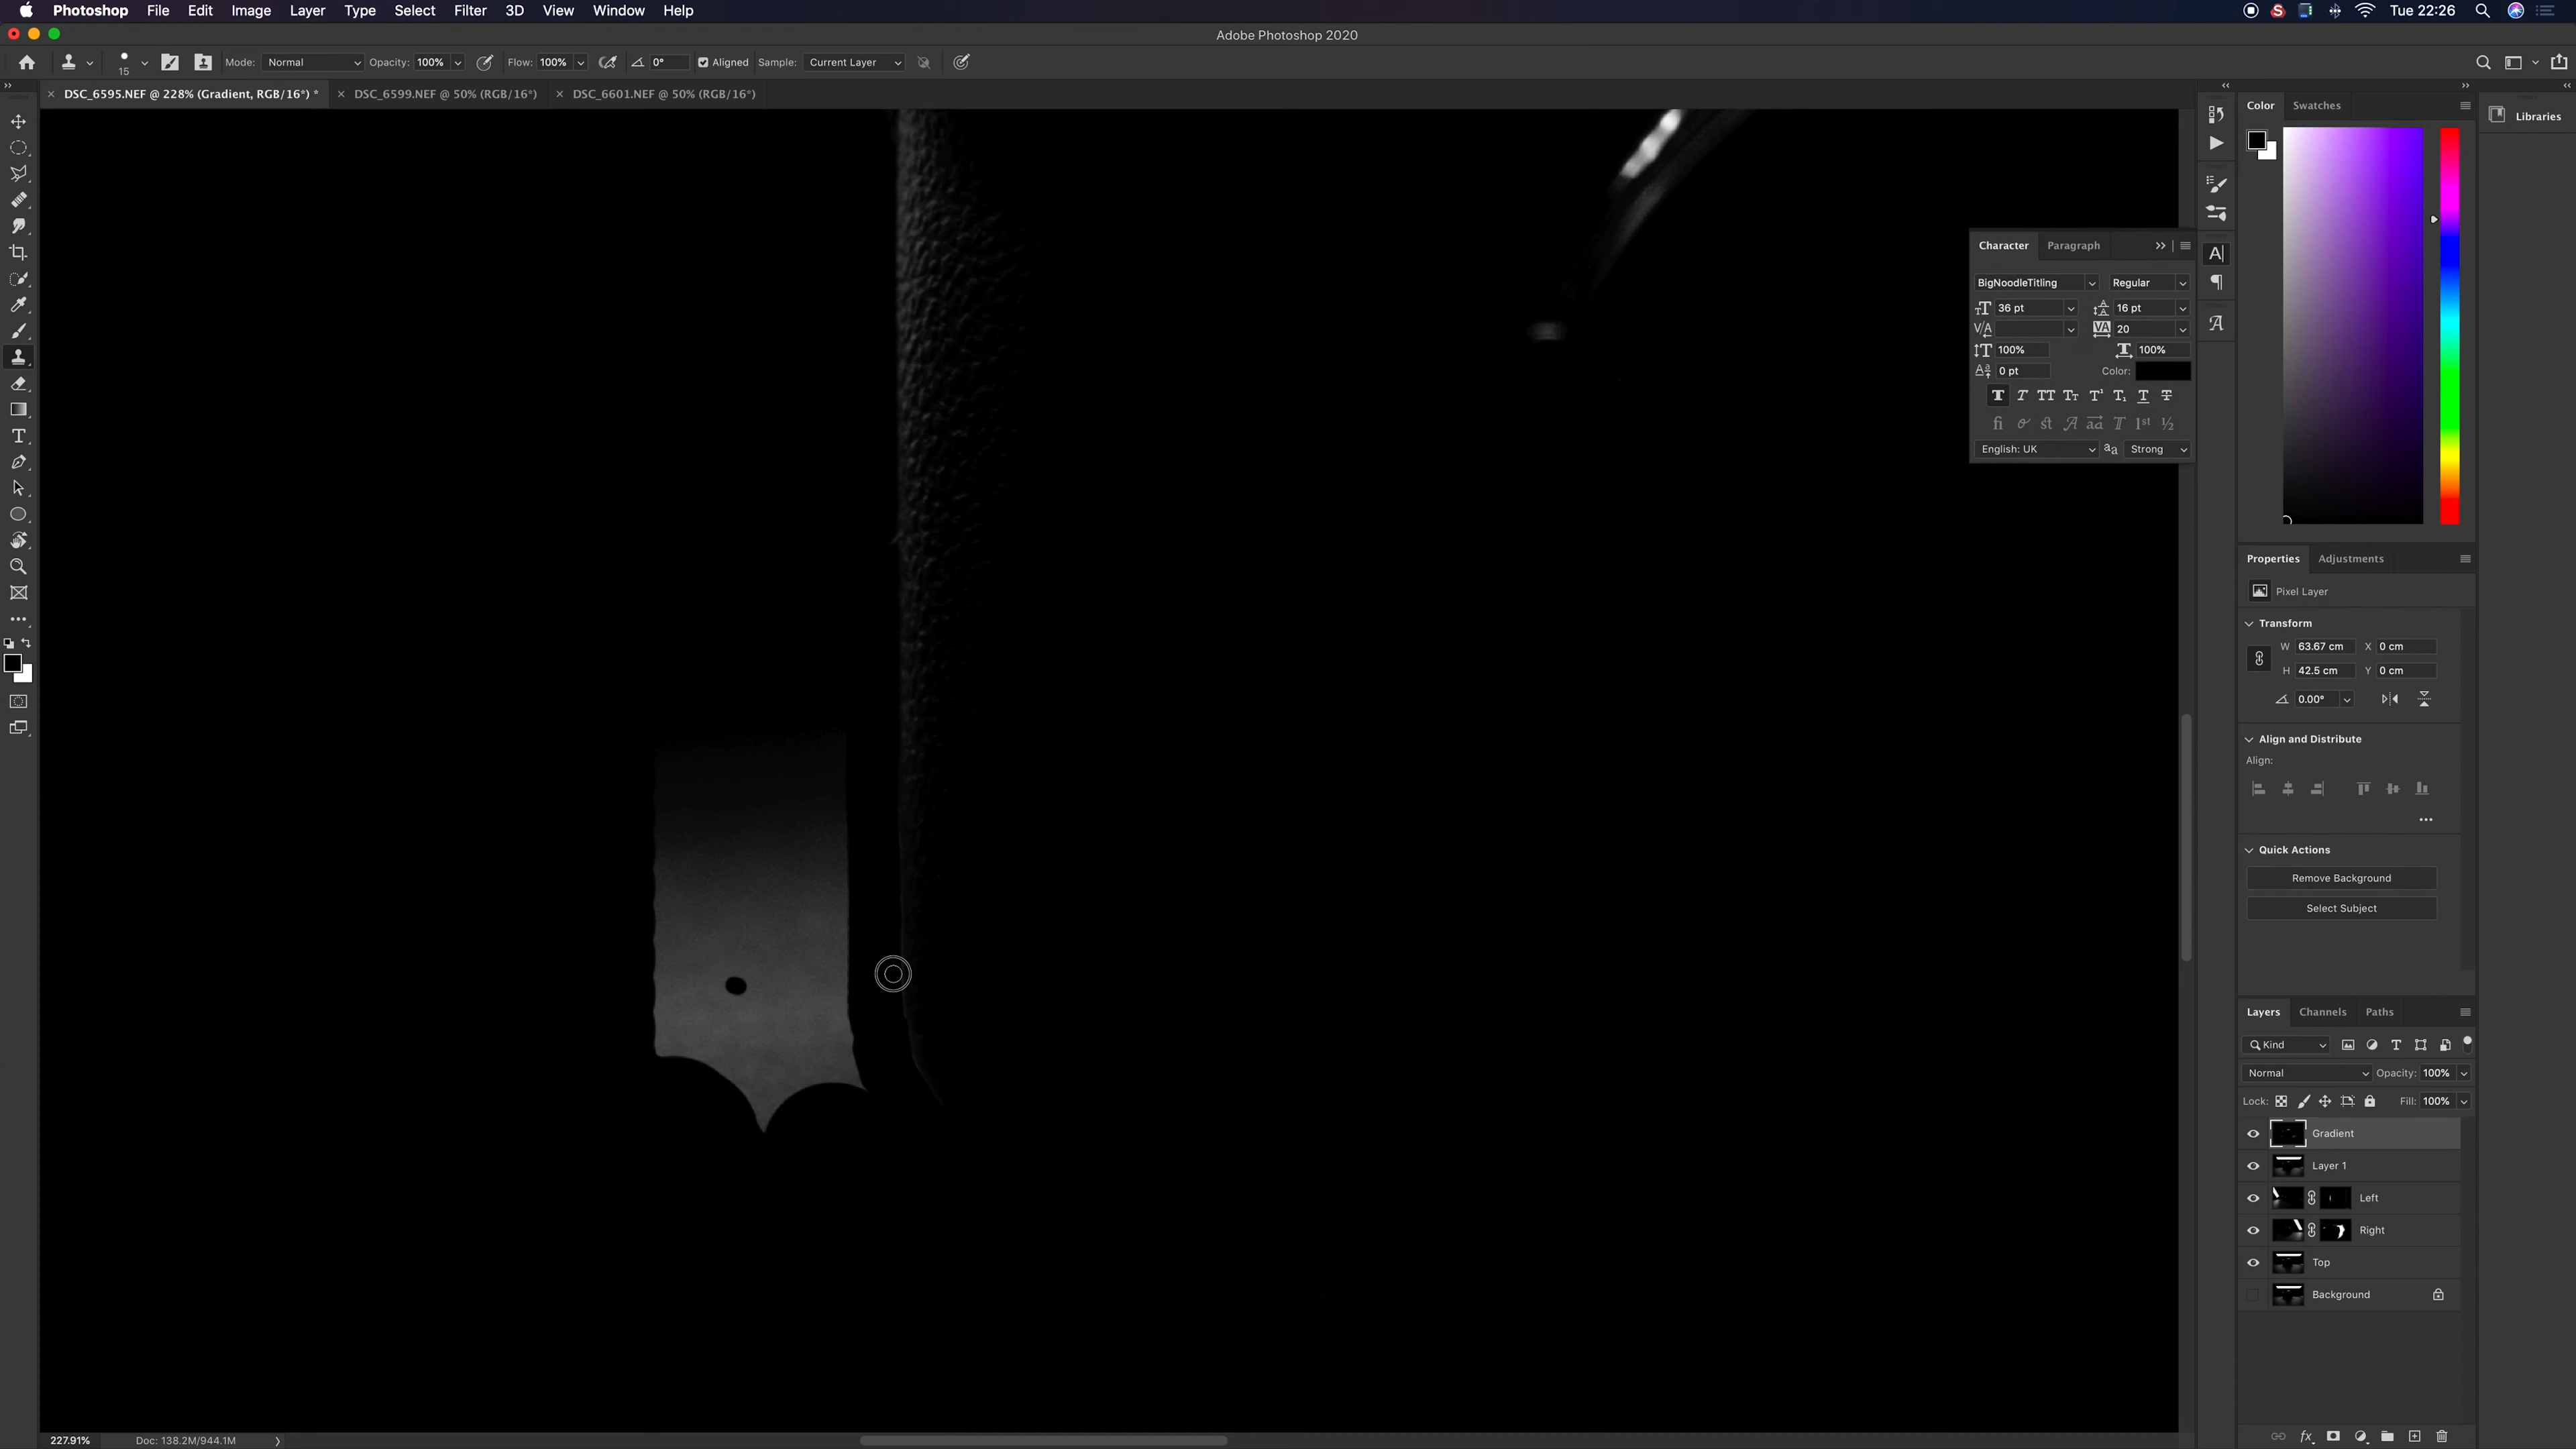 Photoshop File Edit Image Layer Type Select Filter 3D View Window Help Tue 22:26
Adobe Photoshop 2020
15 Mode: Normal Opacity: 100% Flow: 100% 0° Aligned Sample: Current Layer
DSC_6595.NEF @ 228% (Gradient, RGB/16*) * DSC_6599.NEF @ 50% (RGB/16*) DSC_6601.NEF @ 50% (RGB/16*)
Color Swatches
Libraries
Character Paragraph
BigNoodleTitling Regular
36 pt 16 pt
20
100% 100%
0 pt Color:
English: UK Strong
Properties Adjustments
Pixel Layer
Transform
W 63.67 cm X 0 cm
H 42.5 cm Y 0 cm
0.00°
Align and Distribute
Align:
Quick Actions
Remove Background
Select Subject
Layers Channels Paths
Kind
Normal Opacity: 100%
Lock: Fill: 100%
Gradient
Layer 1
Left
Right
Top
Background
227.91% Doc: 138.2M/944.1M